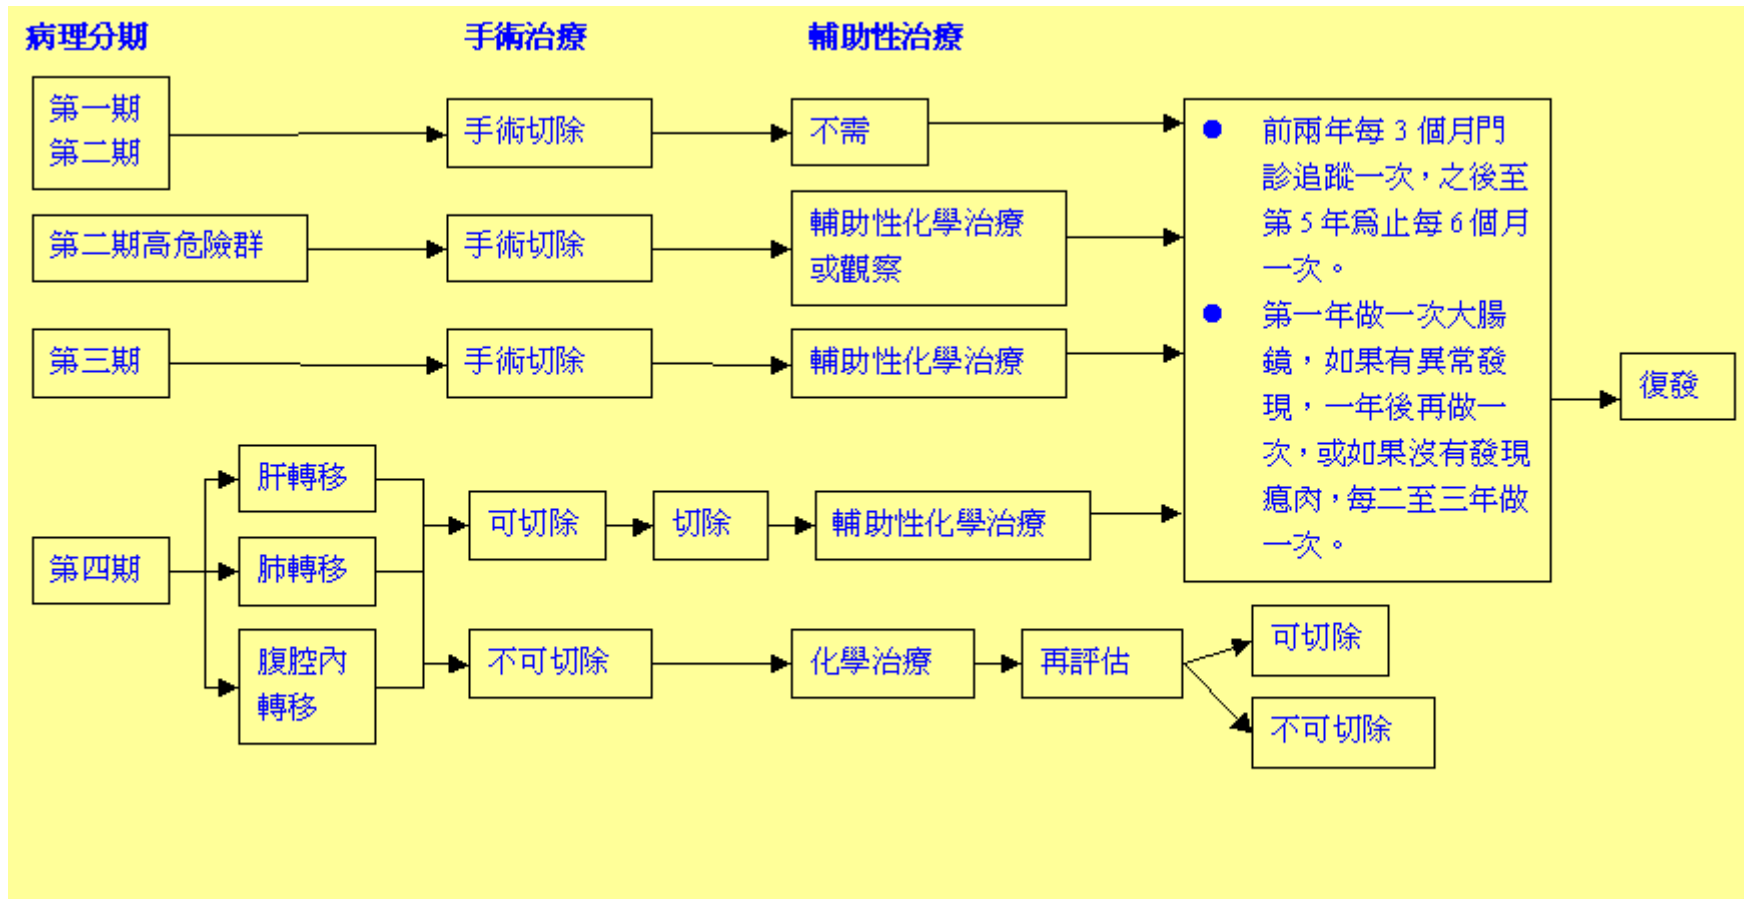 病理分期
手術治療
輔助性治療
第一期
第二期
手術切除
不需
第二期高危險群
手術切除
輔助性化學治療
或觀察
第三期
手術切除
輔助性化學治療
第四期
肝轉移
肺轉移
腹腔內
轉移
可切除
切除
輔助性化學治療
不可切除
化學治療
再評估
可切除
不可切除
● 前兩年每 3 個月門
診追蹤一次，之後至
第 5 年爲止每 6 個月
一次。
● 第一年做一次大腸
鏡，如果有異常發
現，一年後再做一
次，或如果沒有發現
瘜肉，每二至三年做
一次。
復發